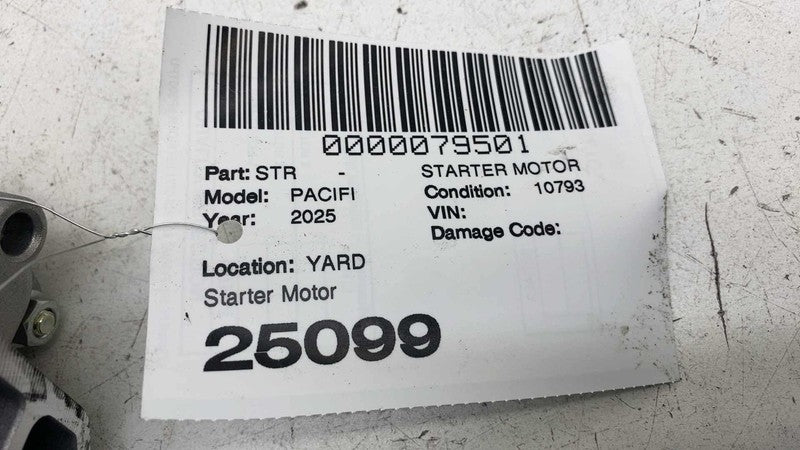 0000079501
Part: STR - STARTER MOTOR
Model: PACIFI Condition: 10793
Year: 2025 VIN:
Damage Code:
Location: YARD
Starter Motor
25099